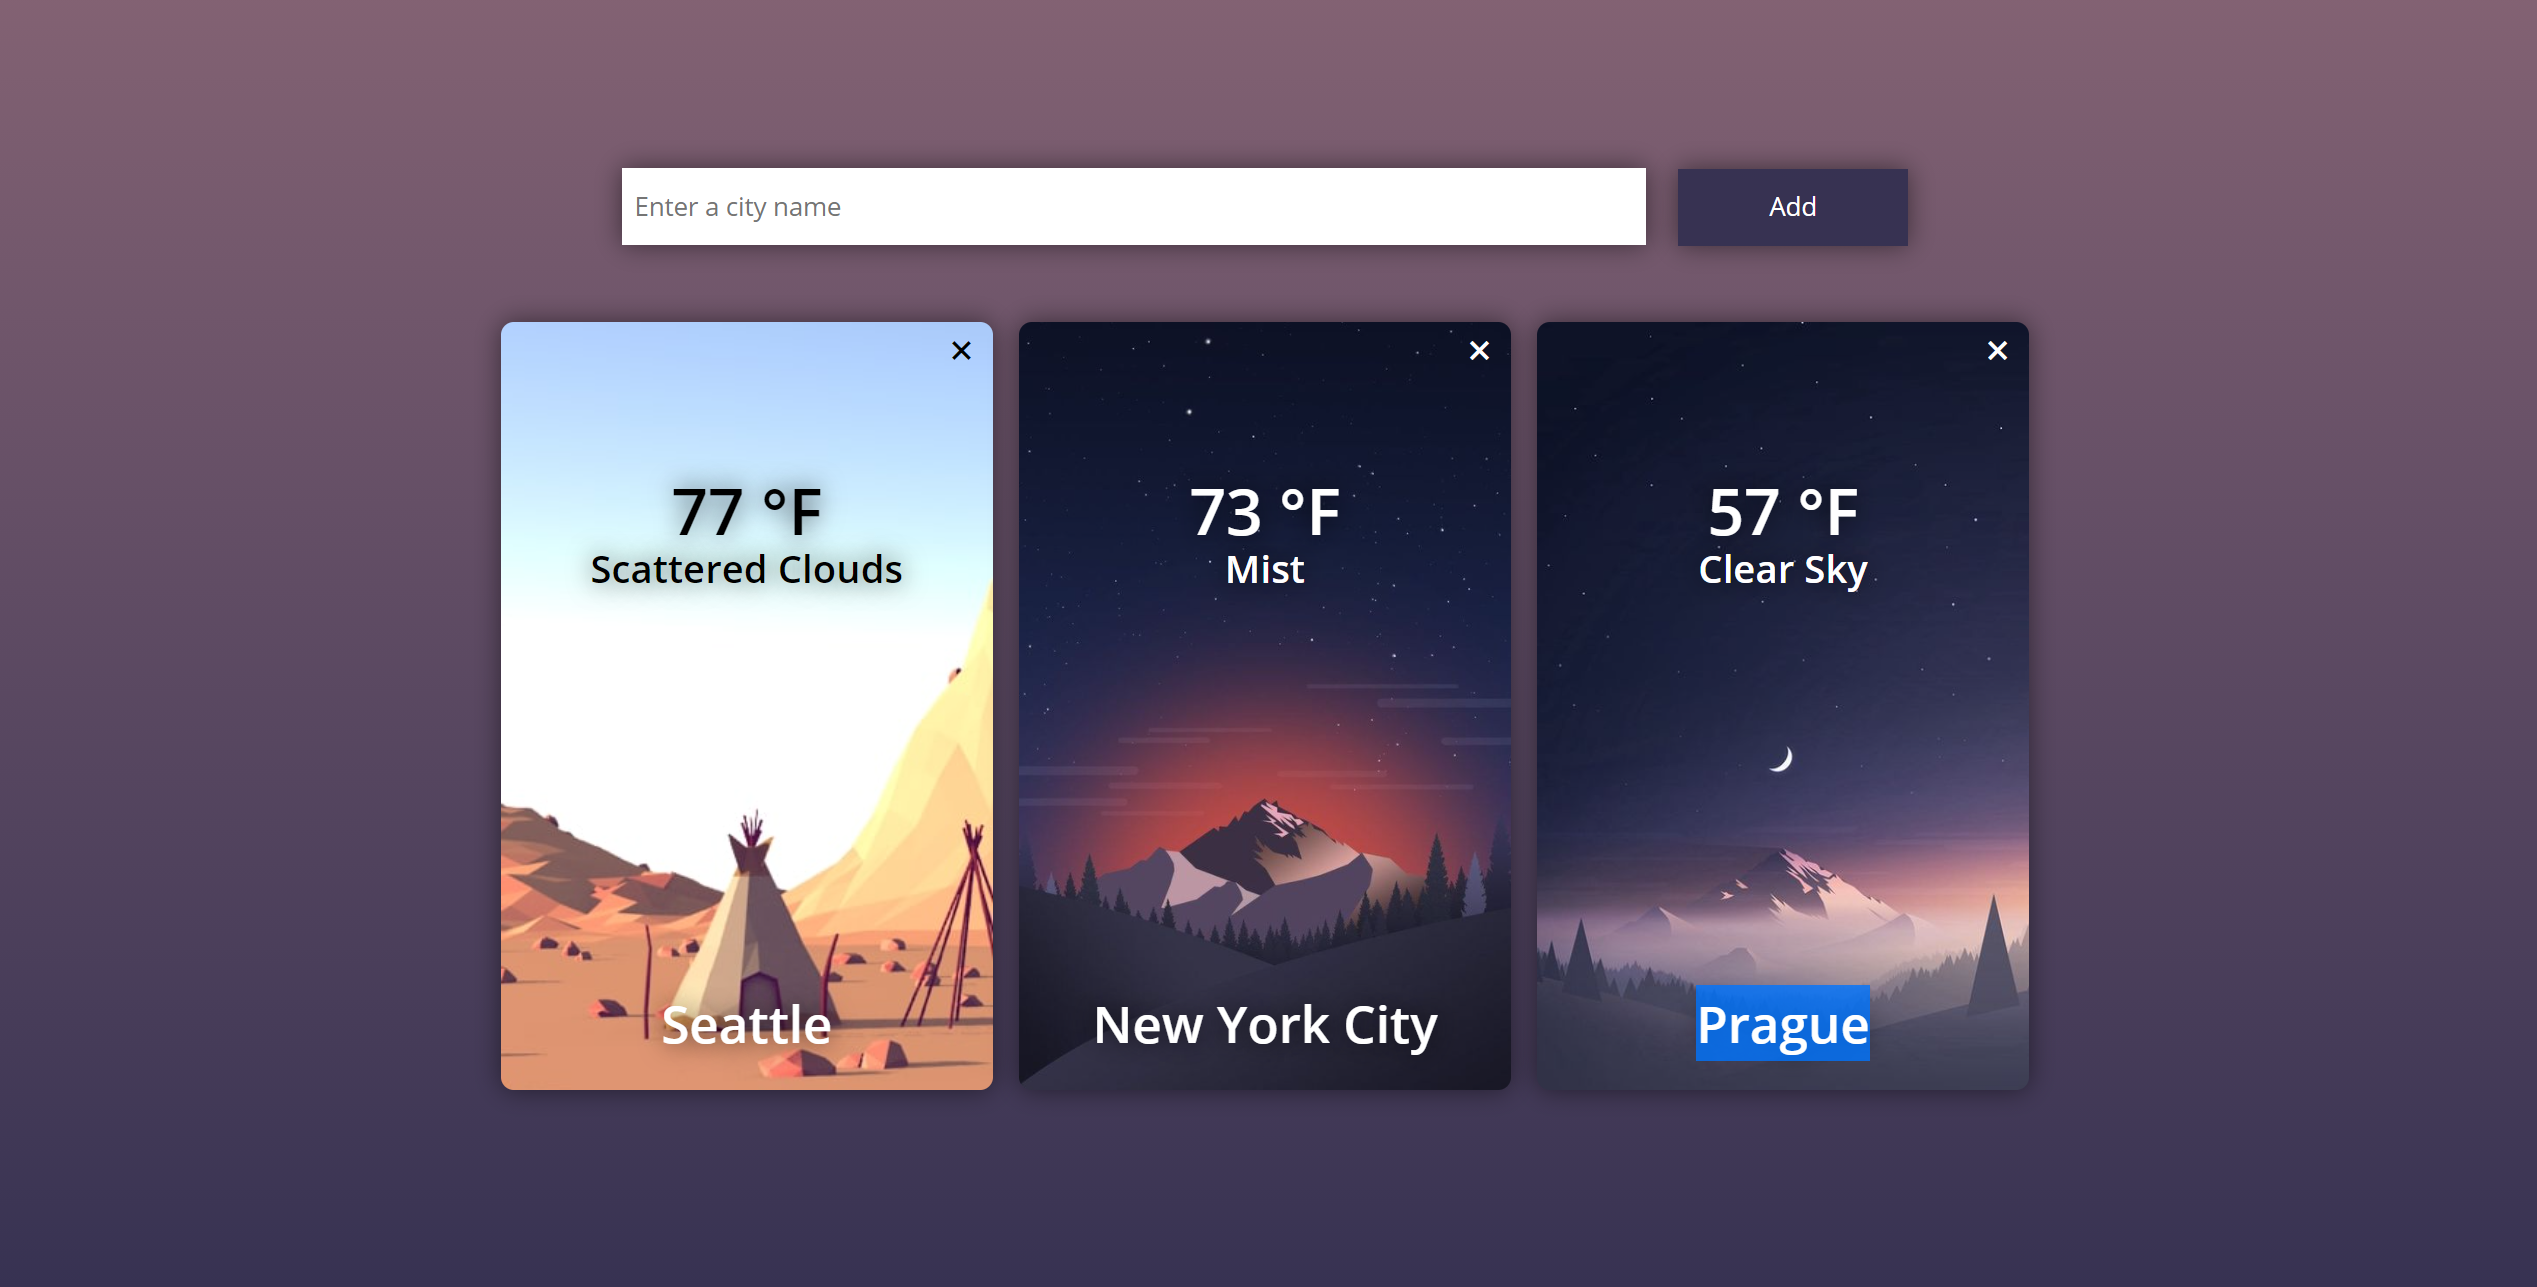 Enter a city name
Add
77 °F
Scattered Clouds
Seattle
73 °F
Mist
New York City
57 °F
Clear Sky
Prague